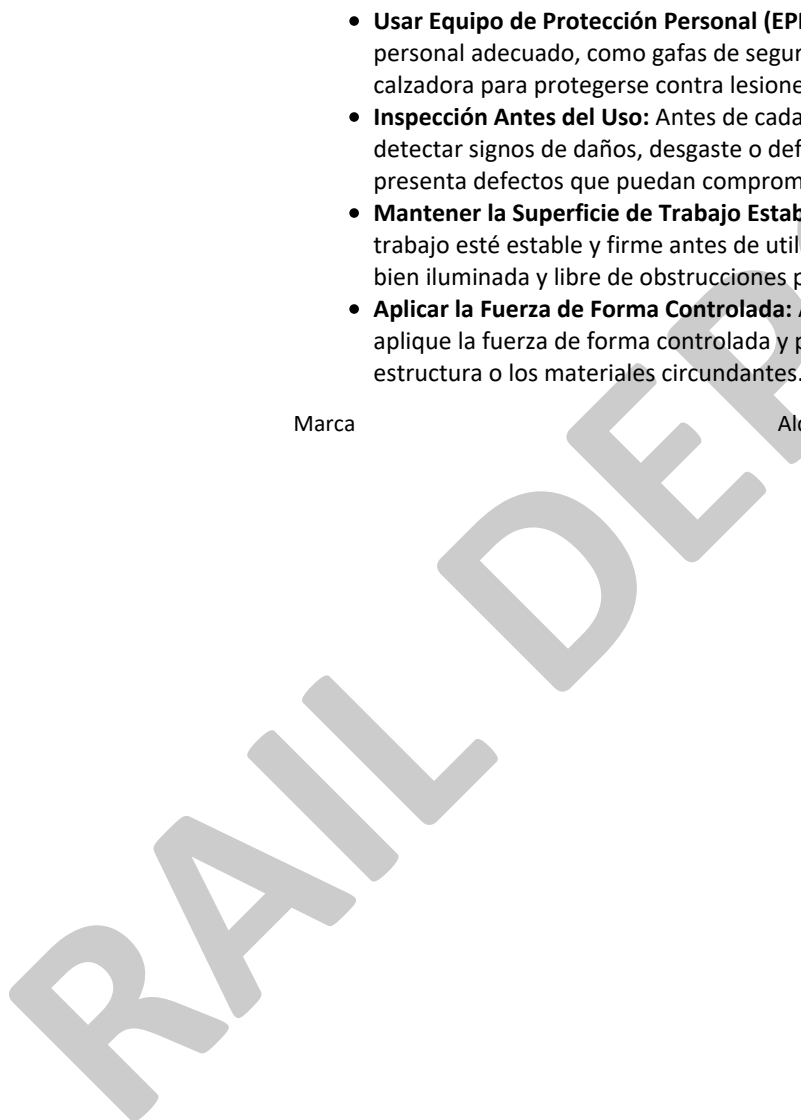 • Usar Equipo de Protección Personal (EPI
personal adecuado, como gafas de segur
calzadora para protegerse contra lesione
• Inspección Antes del Uso: Antes de cada
detectar signos de daños, desgaste o def
presenta defectos que puedan comprom
• Mantener la Superficie de Trabajo Estab
trabajo esté estable y firme antes de util
bien iluminada y libre de obstrucciones p
• Aplicar la Fuerza de Forma Controlada: A
aplique la fuerza de forma controlada y p
estructura o los materiales circundantes.
Marca Alc
RAIL DEP